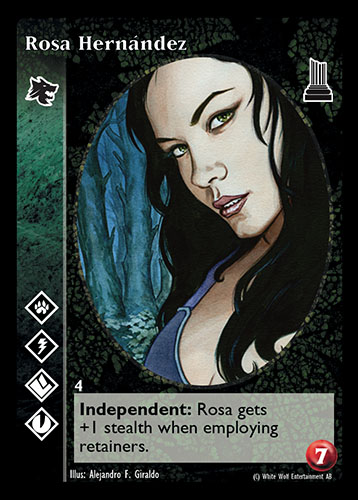 Rosa Hernández
4
Independent: Rosa gets
+1 stealth when employing
retainers.
7
Illus: Alejandro F. Giraldo
(C) White Wolf Entertainment AB